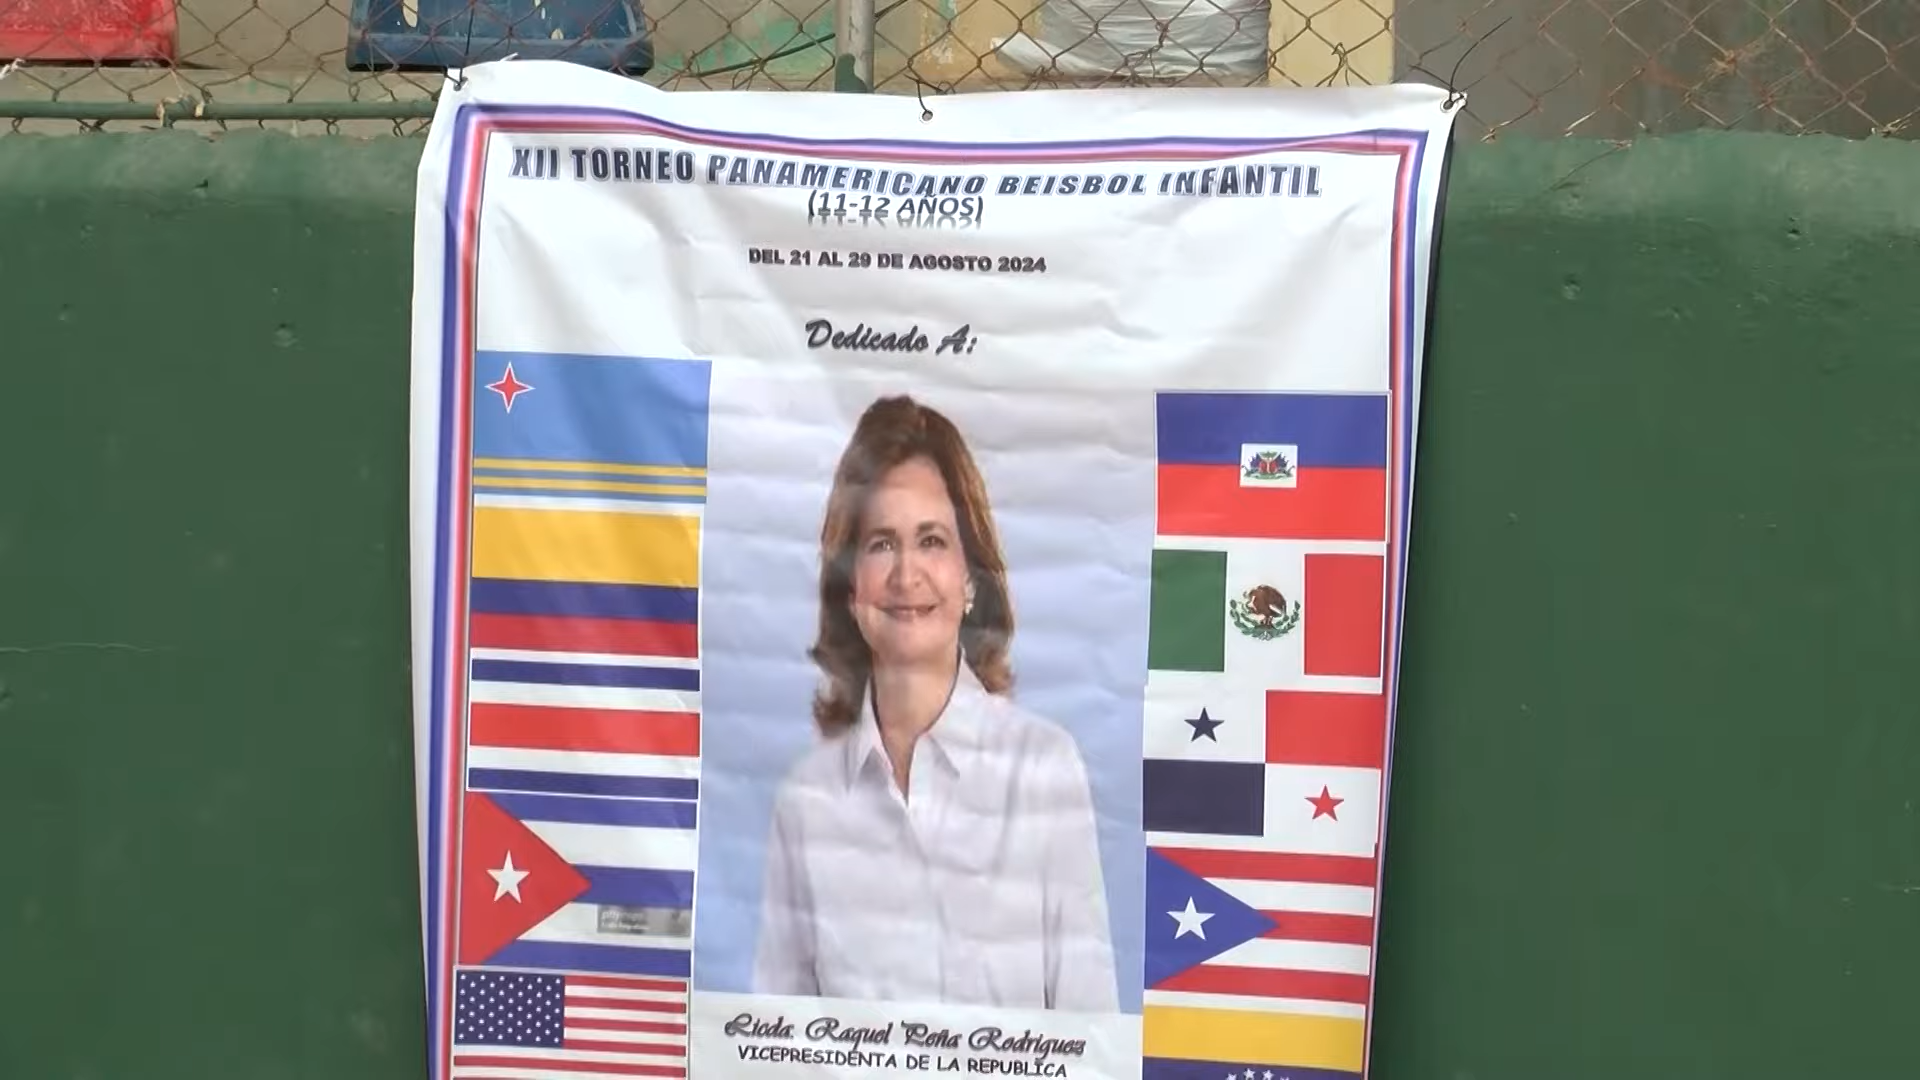 XII TORNEO PANAMERICANO BEISBOL INFANTIL
(11-12 AÑOS)
DEL 21 AL 29 DE AGOSTO 2024
Dedicado A:
Licda. Raquel Peña Rodriguez
VICEPRESIDENTA DE LA REPUBLICA